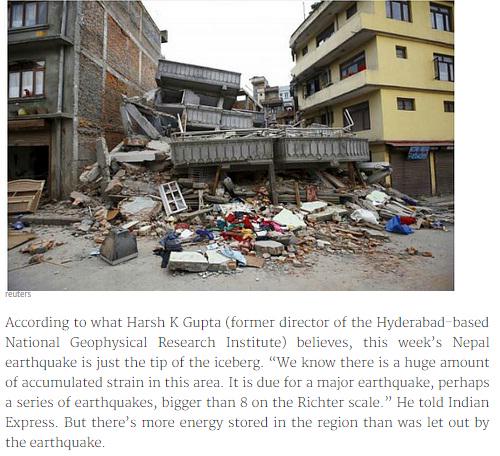 reuters
According to what Harsh K Gupta (former director of the Hyderabad-based
National Geophysical Research Institute) believes, this week's Nepal
earthquake is just the tip of the iceberg. “We know there is a huge amount
of accumulated strain in this area. It is due for a major earthquake, perhaps
a series of earthquakes, bigger than 8 on the Richter scale.” He told Indian
Express. But there's more energy stored in the region than was let out by
the earthquake.